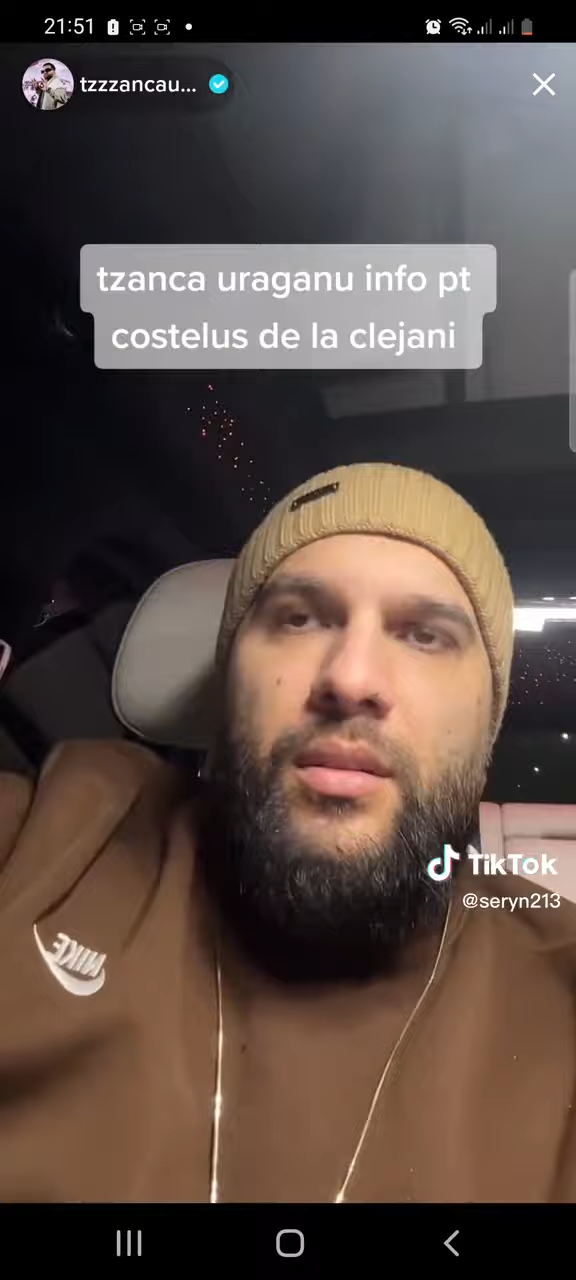 21:51
tzzzancau...
tzanca uraganu info pt
costelus de la clejani
TikTok
@seryn213
NIKE